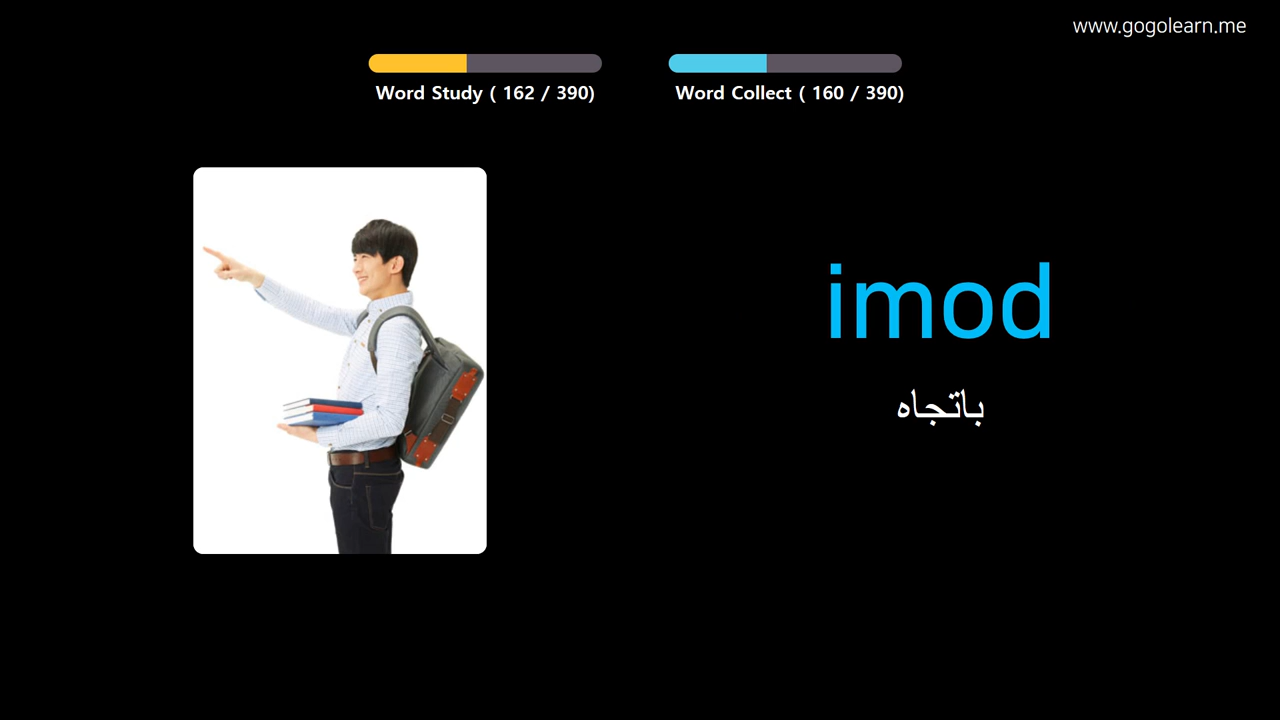 www.gogolearn.me
Word Study ( 162 / 390)
Word Collect ( 160 / 390)
imod
باتجاه